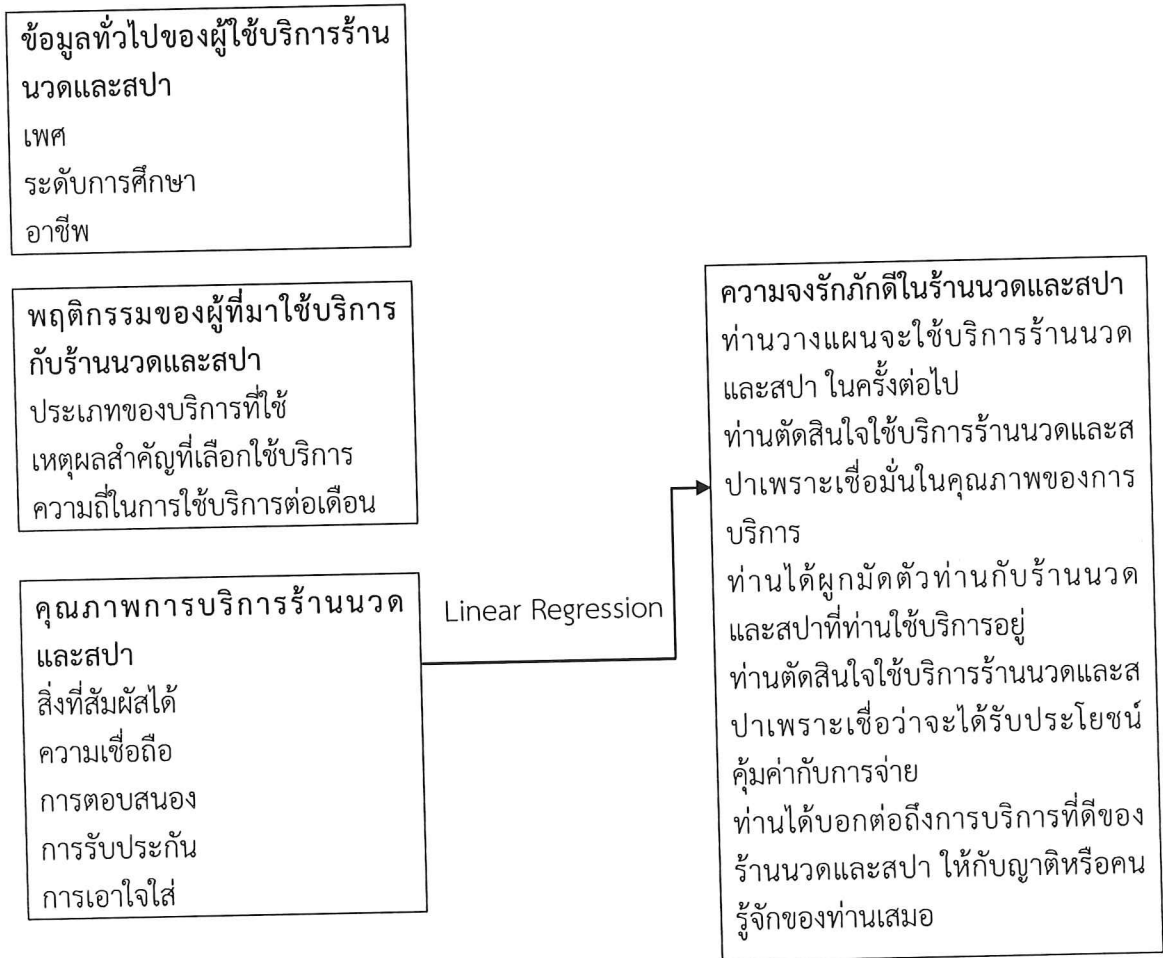 ข้อมูลทั่วไปของผู้ใช้บริการร้าน
นวดและสปา
เพศ
ระดับการศึกษา
อาชีพ
พฤติกรรมของผู้ที่มาใช้บริการ
กับร้านนวดและสปา
ประเภทของบริการที่ใช้
เหตุผลสำคัญที่เลือกใช้บริการ
ความถี่ในการใช้บริการต่อเดือน
คุณภาพการบริการร้านนวด
และสปา
สิ่งที่สัมผัสได้
ความเชื่อถือ
การตอบสนอง
การรับประกัน
การเอาใจใส่
Linear Regression
ความจงรักภักดีในร้านนวดและสปา
ท่านวางแผนจะใช้บริการร้านนวด
และสปา ในครั้งต่อไป
ท่านตัดสินใจใช้บริการร้านนวดและส
ปาเพราะเชื่อมั่นในคุณภาพของการ
บริการ
ท่านได้ผูกมัดตัวท่านกับร้านนวด
และสปาที่ท่านใช้บริการอยู่
ท่านตัดสินใจใช้บริการร้านนวดและส
ปาเพราะเชื่อว่าจะได้รับประโยชน์
คุ้มค่ากับการจ่าย
ท่านได้บอกต่อถึงการบริการที่ดีของ
ร้านนวดและสปา ให้กับญาติหรือคน
รู้จักของท่านเสมอ